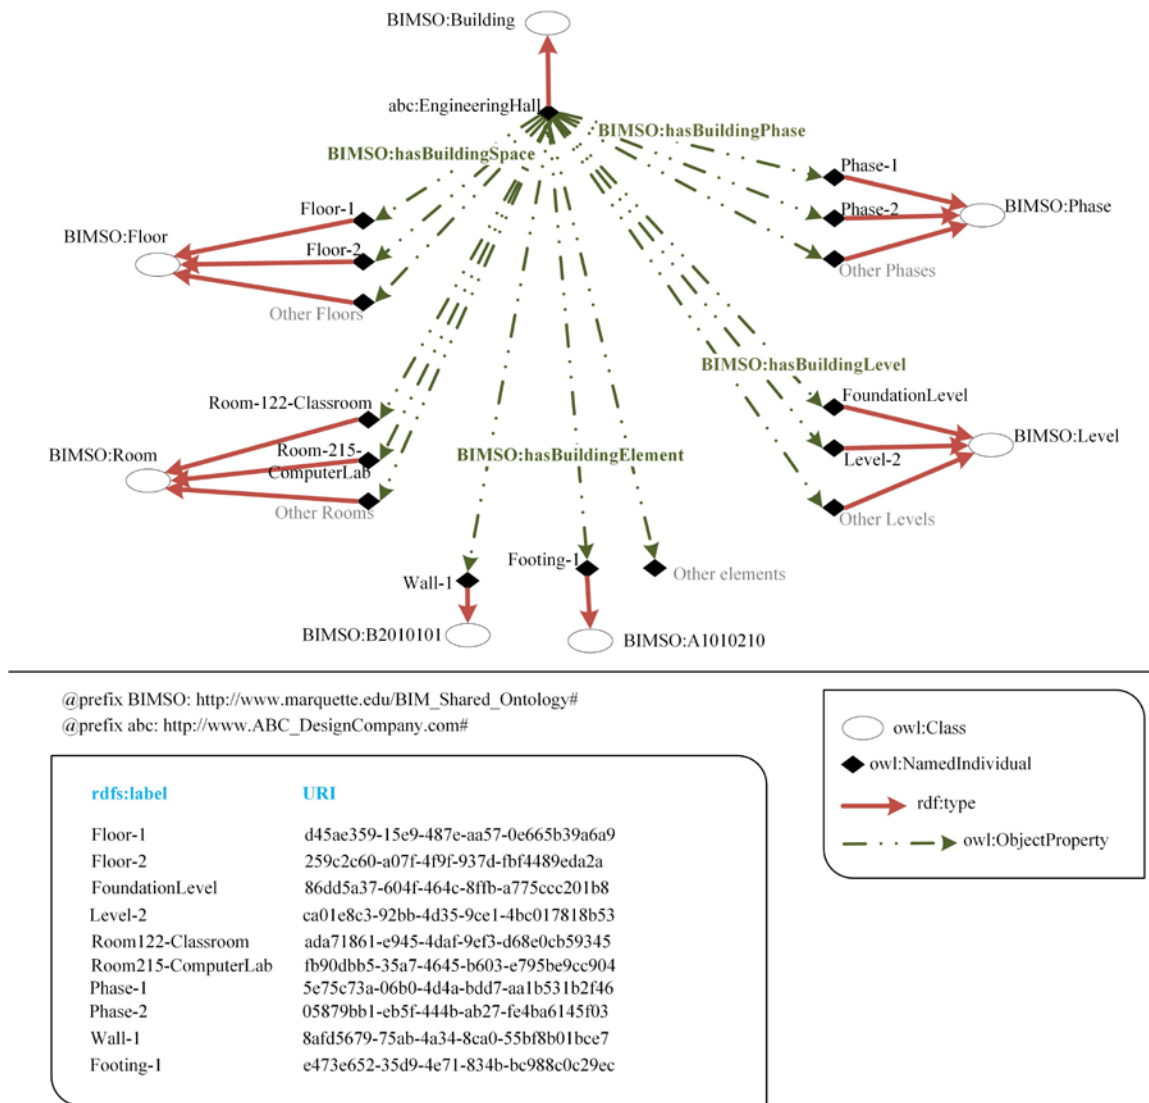 BIMSO:Building
abc:EngineeringHall
BIMSO:hasBuildingPhase
BIMSO:hasBuildingSpace
Phase-1
Floor-1
Phase-2
BIMSO:Phase
BIMSO:Floor
Floor-2
Other Phases
Other Floors
BIMSO:hasBuildingLevel
Room-122-Classroom
FoundationLevel
BIMSO:Room
Room-215-
ComputerLab
BIMSO:hasBuildingElement
BIMSO:Level
Level-2
Other Rooms
Other Levels
Footing-1
Wall-1
Other elements
BIMSO:B2010101
BIMSO:A1010210
@prefix BIMSO: http://www.marquette.edu/BIM_Shared_Ontology#
@prefix abc: http://www.ABC_DesignCompany.com#
rdfs:label URI
Floor-1 d45ae359-15e9-487e-aa57-0e665b39a6a9
Floor-2 259c2c60-a07f-4f9f-937d-fbf4489eda2a
FoundationLevel 86dd5a37-604f-464c-8ffb-a775ccc201b8
Level-2 ca01e8c3-92bb-4d35-9ce1-4bc017818b53
Room122-Classroom ada71861-e945-4daf-9ef3-d68e0cb59345
Room215-ComputerLab fb90dbb5-35a7-4645-b603-e795be9cc904
Phase-1 5e75c73a-06b0-4d4a-bdd7-aa1b531b2f46
Phase-2 05879bb1-eb5f-444b-ab27-fe4ba6145f03
Wall-1 8afd5679-75ab-4a34-8ca0-55bf8b01bce7
Footing-1 e473e652-35d9-4e71-834b-bc988c0c29ec
owl:Class
owl:NamedIndividual
rdf:type
owl:ObjectProperty